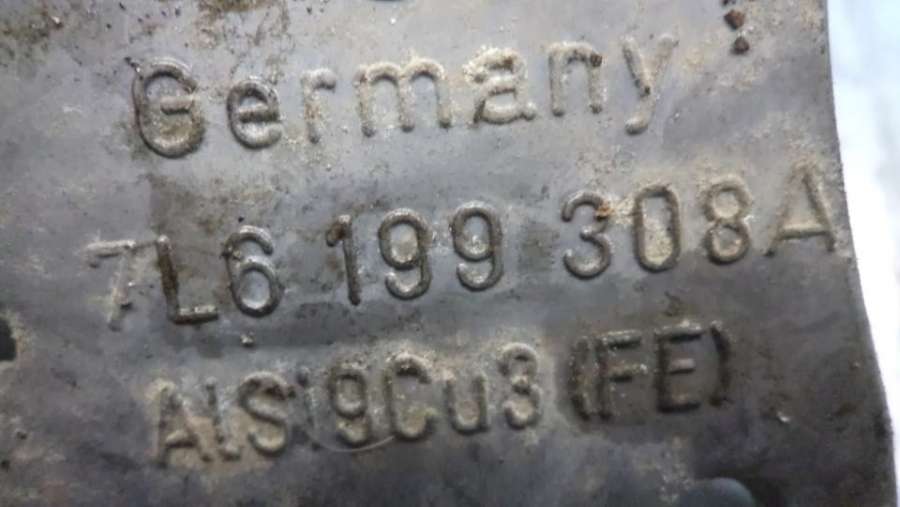 Germany
7L6 199 308A
AlSi9Cu3(FE)